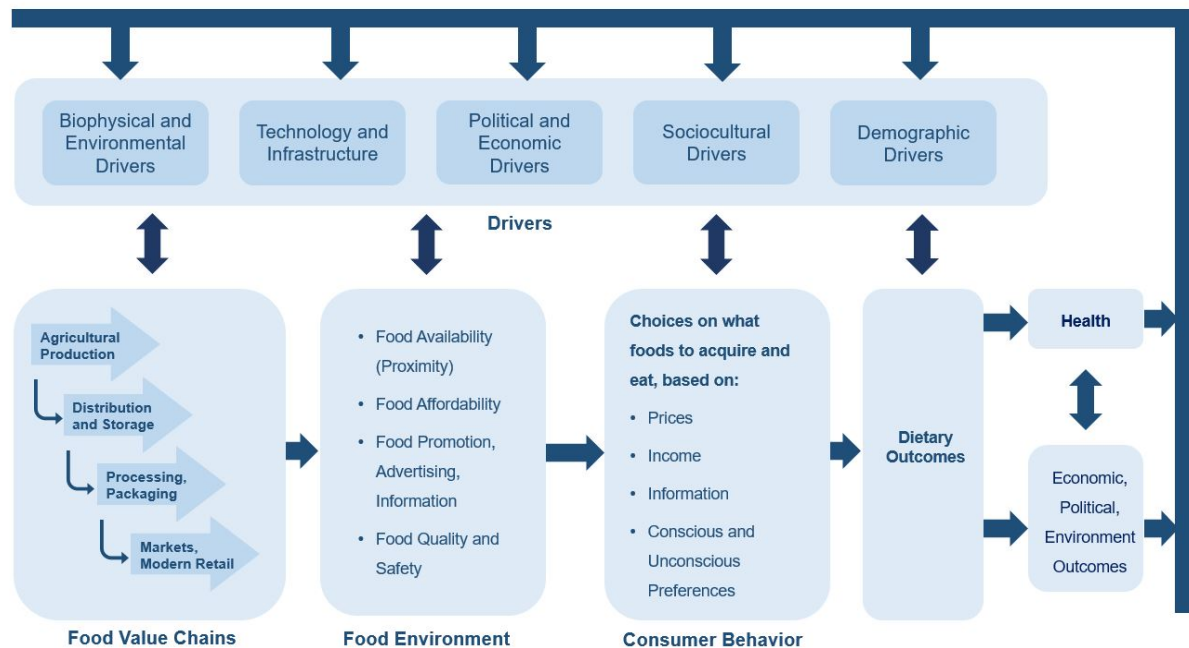 Biophysical and
Environmental
Drivers
Technology and
Infrastructure
Political and
Economic
Drivers
Sociocultural
Drivers
Demographic
Drivers
Drivers
Agricultural
Production
Distribution
and Storage
Processing,
Packaging
Markets,
Modern Retail
Food Value Chains
• Food Availability
(Proximity)
• Food Affordability
• Food Promotion,
Advertising,
Information
• Food Quality and
Safety
Food Environment
Choices on what
foods to acquire and
eat, based on:
• Prices
• Income
• Information
• Conscious and
Unconscious
Preferences
Consumer Behavior
Dietary
Outcomes
Health
Economic,
Political,
Environment
Outcomes